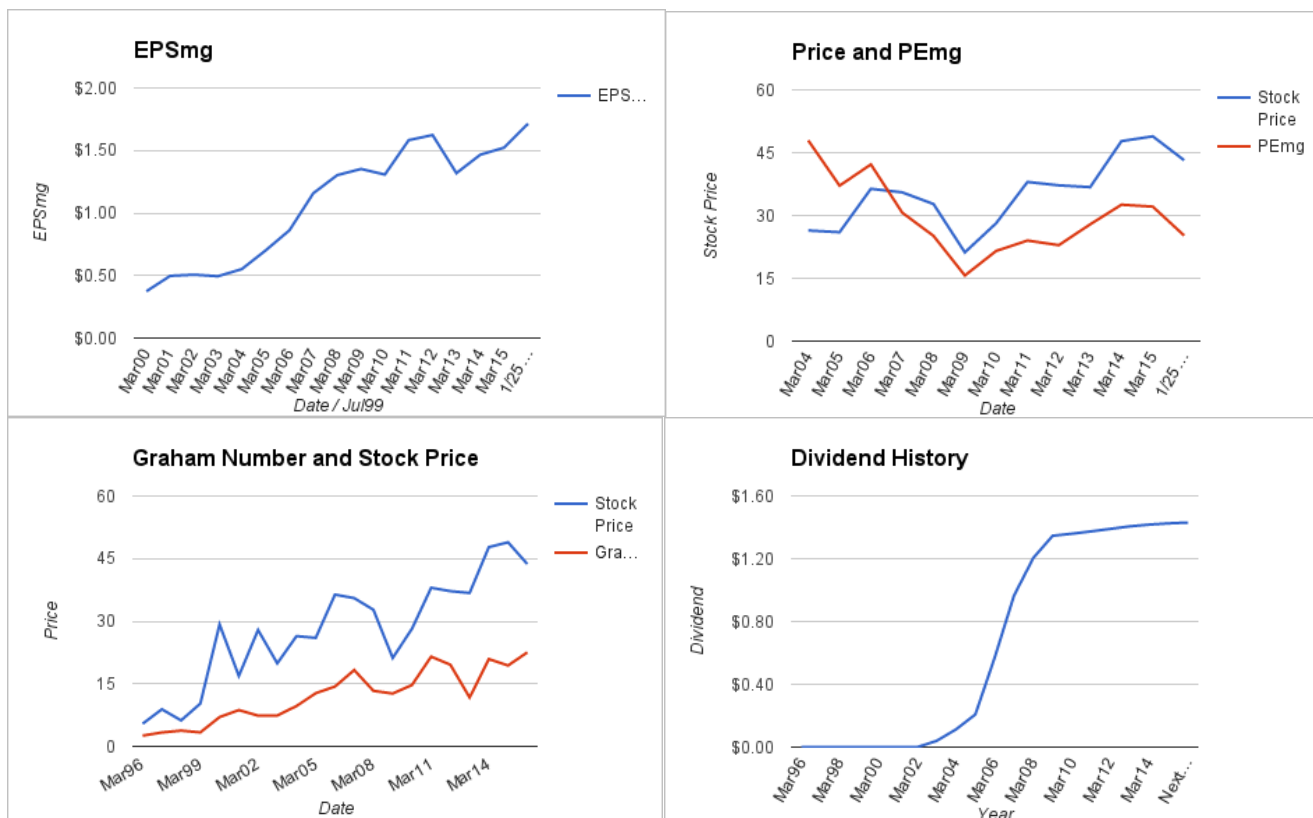 EPSmg
$2.00
$1.50
$1.00
$0.50
$0.00
EPSmg
EPS...
Mar00
Mar01
Mar02
Mar03
Mar04
Mar05
Mar06
Mar07
Mar08
Mar09
Mar10
Mar11
Mar12
Mar13
Mar14
Mar15
1/25 ...
Date / Jul99
Price and PEmg
60
45
30
15
0
Stock Price
Stock
Price
PEmg
Mar04
Mar05
Mar06
Mar07
Mar08
Mar09
Mar10
Mar11
Mar12
Mar13
Mar14
Mar15
1/25 ...
Date
Graham Number and Stock Price
60
45
30
15
0
Price
Stock
Price
Gra...
Mar96
Mar99
Mar02
Mar05
Mar08
Mar11
Mar14
Date
Dividend History
$1.60
$1.20
$0.80
$0.40
$0.00
Dividend
Mar96
Mar98
Mar00
Mar02
Mar04
Mar06
Mar08
Mar10
Mar12
Mar14
Next...
Year